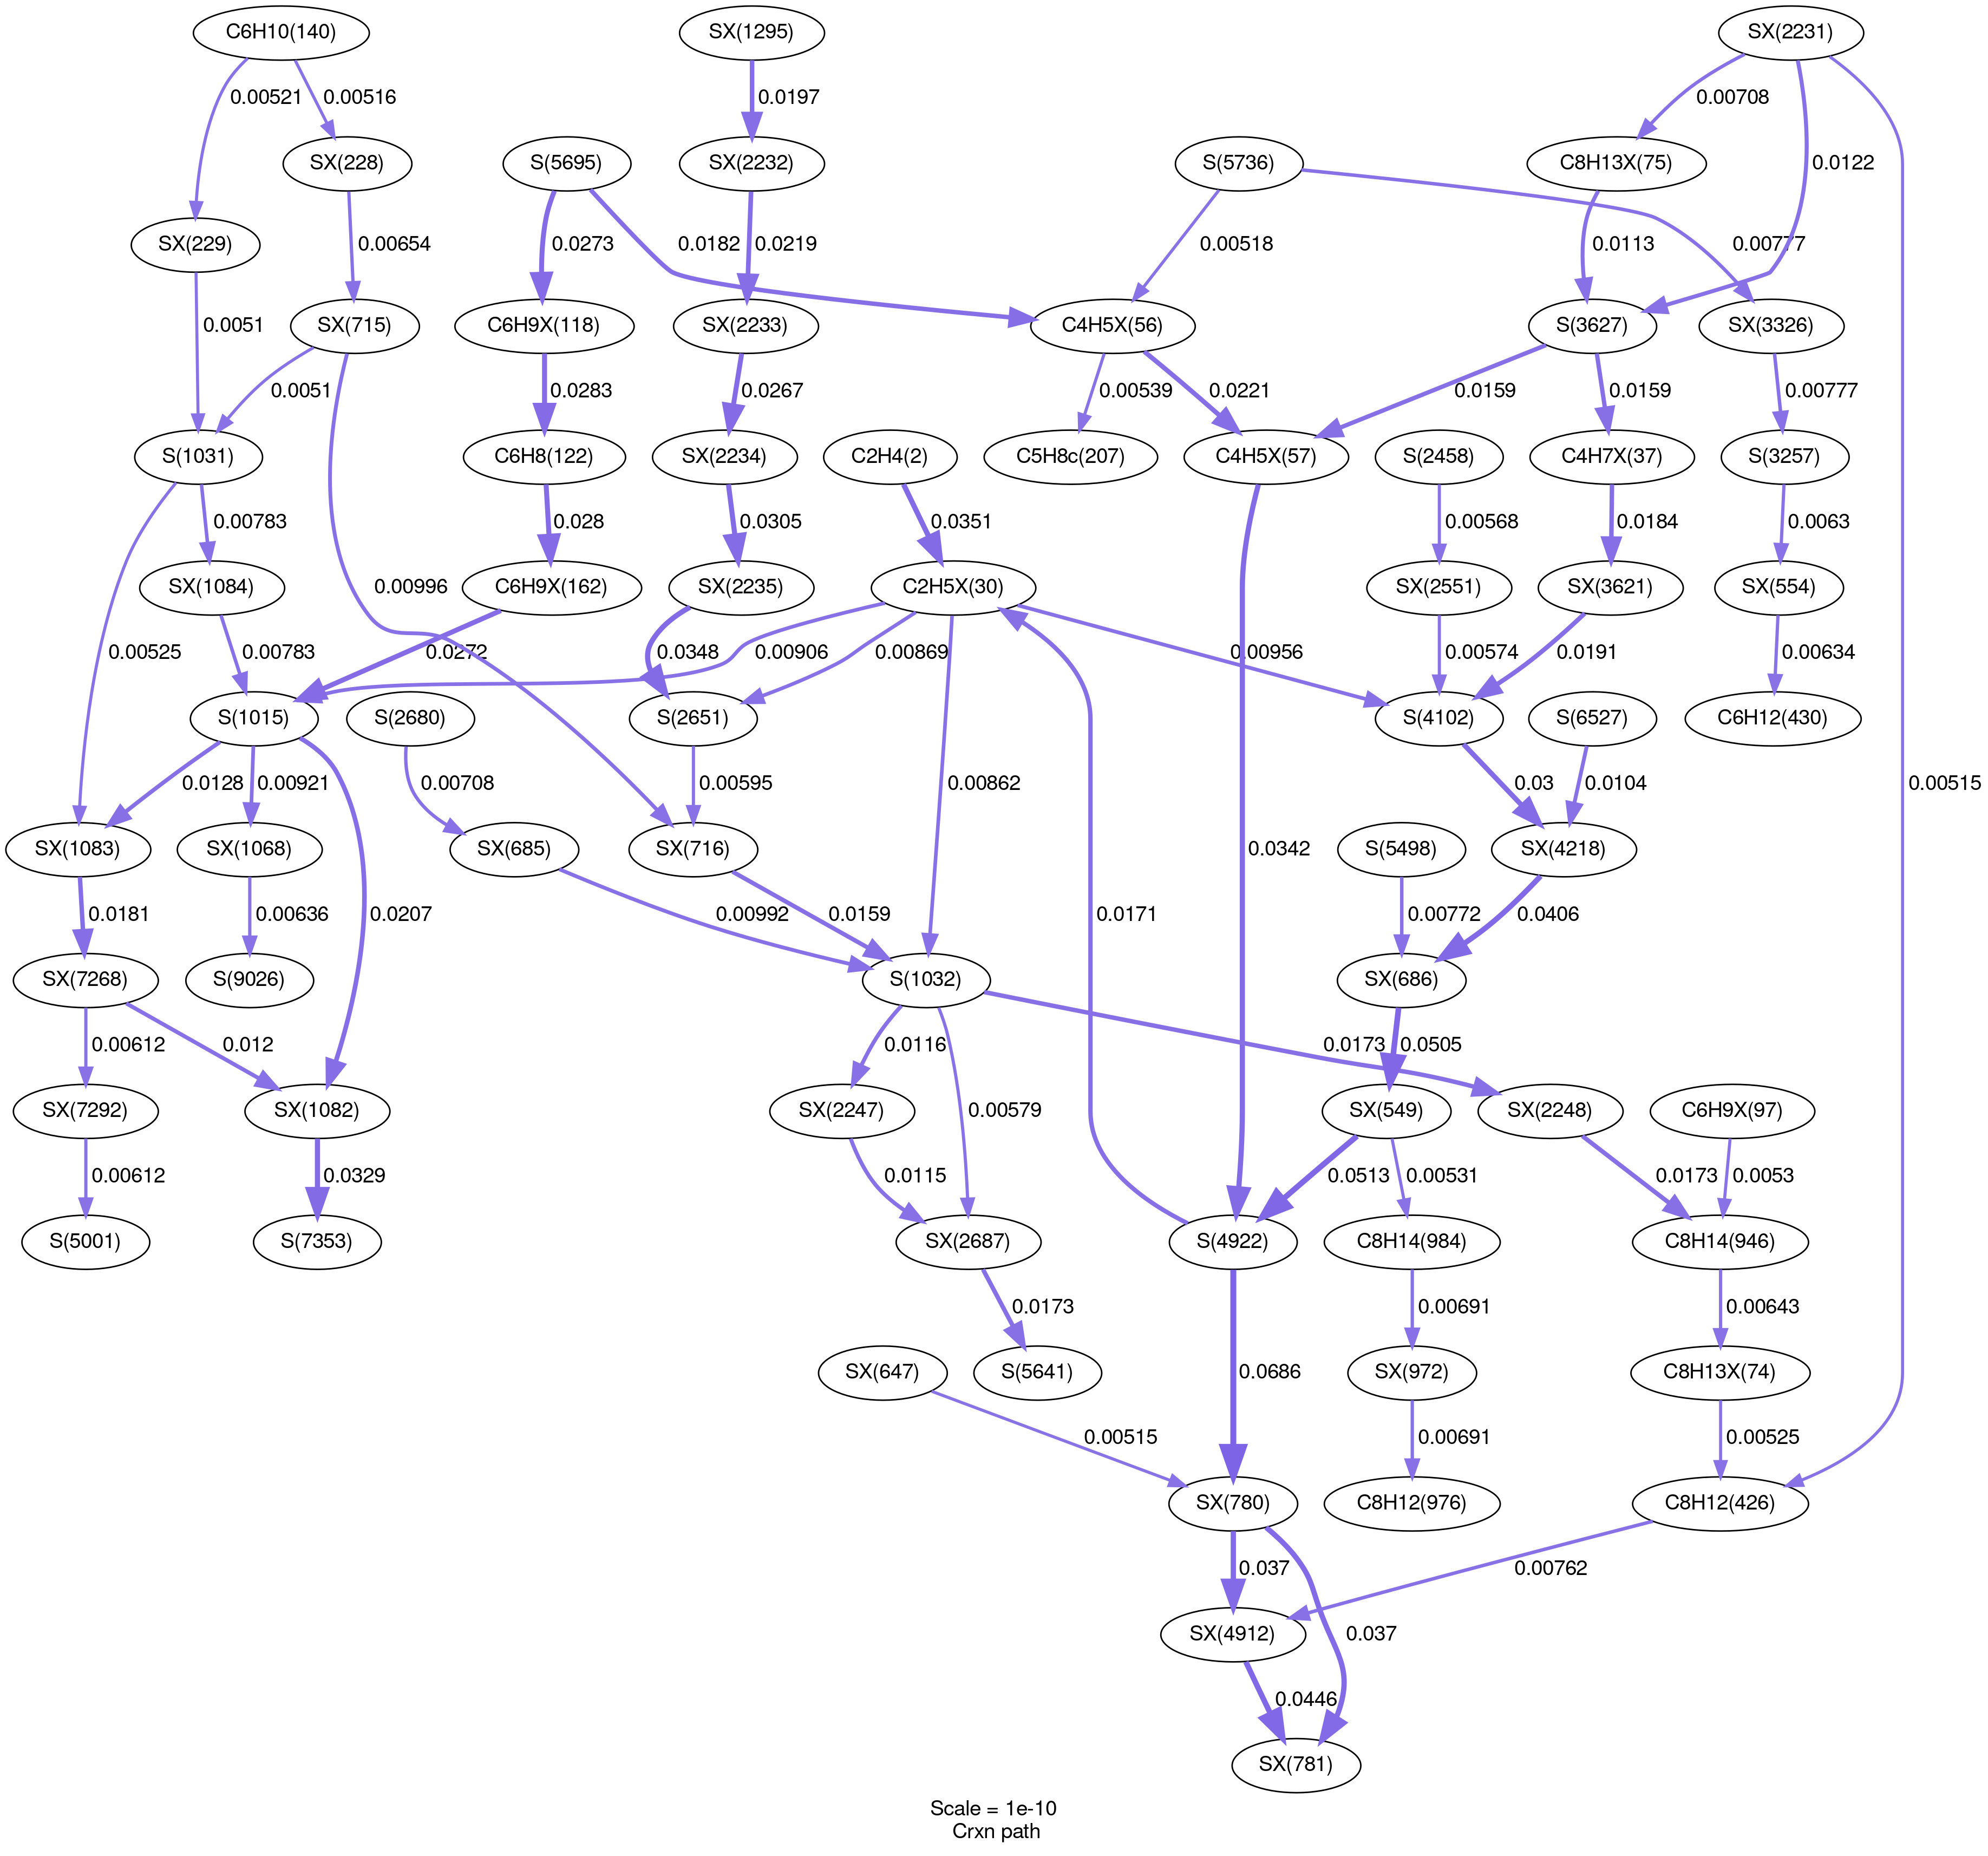 C6H10(140)
SX(1295)
SX(2231)
0.00521
0.00516
0.0197
0.00708
SX(228)
S(5695)
SX(2232)
S(5736)
C8H13X(75)
0.0122
SX(229)
0.00654
0.0273
0.0182
0.0219
0.00518
0.00777
0.0113
SX(715)
C6H9X(118)
SX(2233)
C4H5X(56)
S(3627)
SX(3326)
0.0051
0.0051
0.0283
0.0267
0.00539
0.0221
0.0159
0.0159
0.00777
S(1031)
C6H8(122)
SX(2234)
C2H4(2)
C5H8c(207)
C4H5X(57)
S(2458)
C4H7X(37)
S(3257)
0.00783
0.028
0.0305
0.0351
0.00568
0.0184
0.0063
SX(1084)
0.00996
C6H9X(162)
SX(2235)
C2H5X(30)
SX(2551)
SX(3621)
SX(554)
0.00515
0.00525
0.00783
0.0272
0.0348
0.00906
0.00869
0.00956
0.00574
0.0191
0.00634
S(1015)
S(2680)
S(2651)
S(4102)
S(6527)
C6H12(430)
0.0128
0.00921
0.00708
0.00595
0.00862
0.03
0.0104
SX(1083)
SX(1068)
SX(685)
SX(716)
0.0342
S(5498)
SX(4218)
0.0181
0.00636
0.0207
0.00992
0.0159
0.0171
0.00772
0.0406
SX(7268)
S(9026)
S(1032)
SX(686)
0.00612
0.012
0.0116
0.0173
0.0505
SX(7292)
SX(1082)
SX(2247)
0.00579
SX(549)
SX(2248)
C6H9X(97)
0.00612
0.0329
0.0115
0.0513
0.00531
0.0173
0.0053
S(5001)
S(7353)
SX(2687)
S(4922)
C8H14(984)
C8H14(946)
0.0173
0.00691
0.00643
SX(647)
S(5641)
0.0686
SX(972)
C8H13X(74)
0.00515
0.00691
0.00525
SX(780)
C8H12(976)
C8H12(426)
0.037
0.00762
SX(4912)
0.037
0.0446
SX(781)
Scale = 1e-10
Crxn path